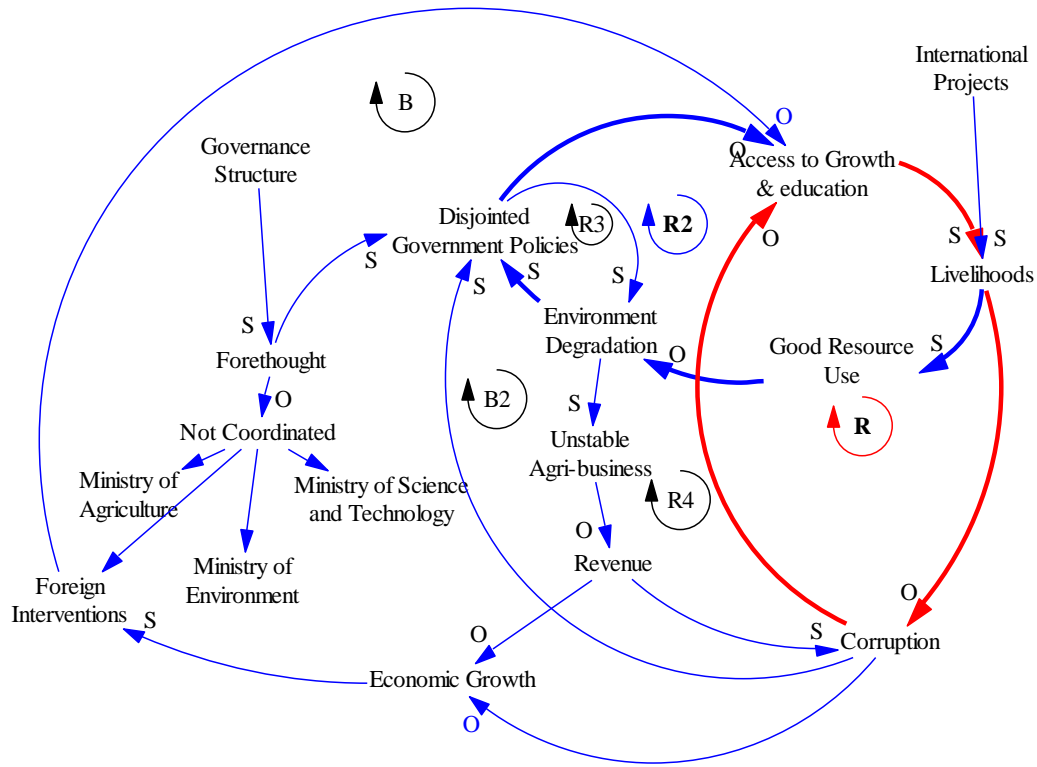 International
Projects
B
O
Governance
Structure
O
Access to Growth
& education
Disjointed
Government Policies
R3
R2
O
S
S
S
S
S
S
Livelihoods
S
Environment
Degradation
S
Forethought
O
Good Resource
Use
S
O
B2
S
R
Not Coordinated
Unstable
Agri-business
Ministry of
Agriculture
Ministry of Science
and Technology
R4
O
Revenue
Ministry of
Environment
Foreign
Interventions
S
O
S
Corruption
O
Economic Growth
O